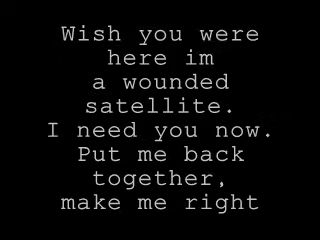 Wish you were
here im
a wounded
satellite.
I need you now.
Put me back
together,
make me right